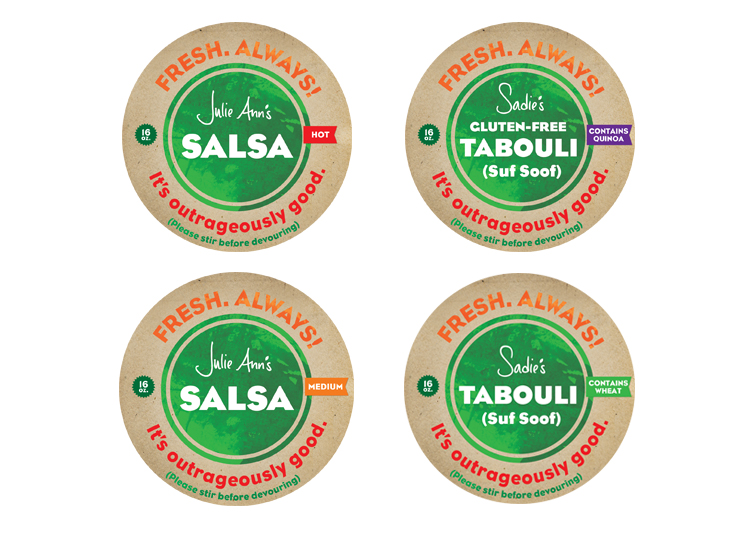 FRESH. ALWAYS!
Julie Ann's
SALSA
HOT
16
oz.
It's outrageously good.
(Please stir before devouring)
FRESH. ALWAYS!
Sadie's
GLUTEN-FREE
TABOULI
(Suf Soof)
CONTAINS
QUINOA
16
oz.
It's outrageously good.
(Please stir before devouring)
FRESH. ALWAYS!
Julie Ann's
SALSA
MEDIUM
16
oz.
It's outrageously good.
(Please stir before devouring)
FRESH. ALWAYS!
Sadie's
TABOULI
(Suf Soof)
CONTAINS
WHEAT
16
oz.
It's outrageously good.
(Please stir before devouring)